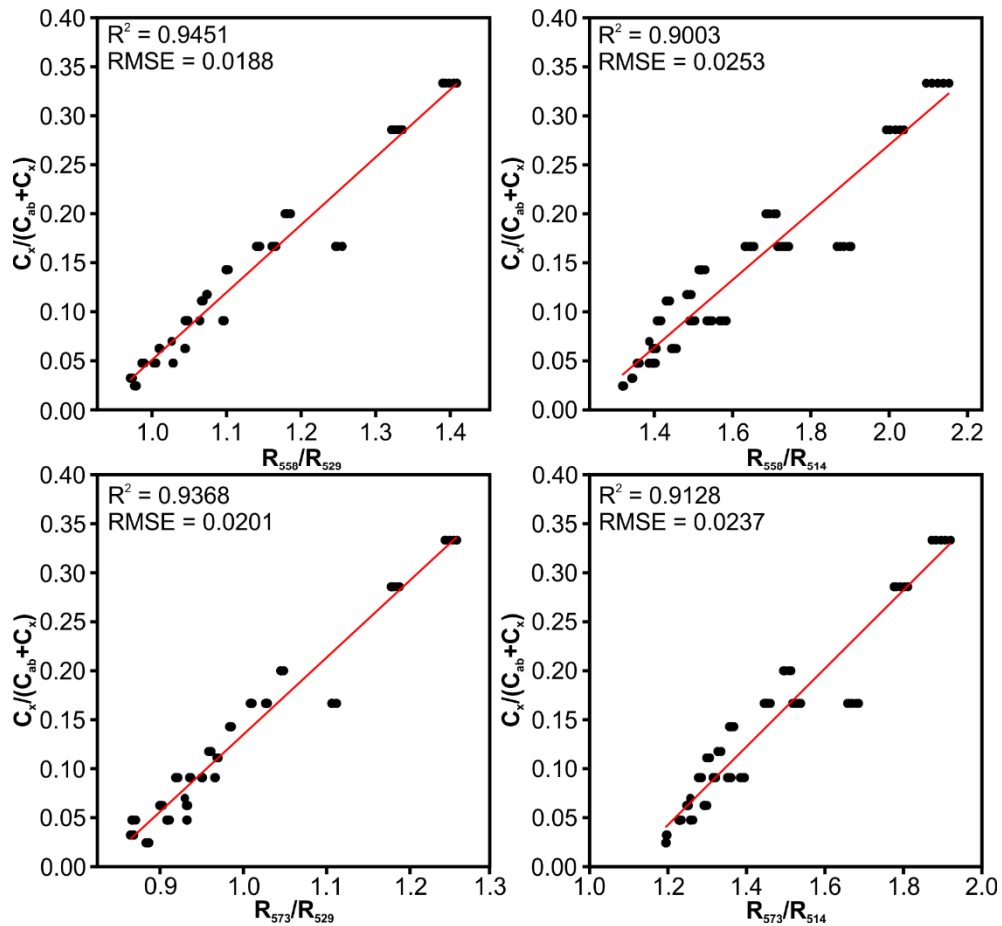 R² = 0.9451
RMSE = 0.0188
0.40
0.35
0.30
0.25
0.20
0.15
0.10
0.05
0.00
Cₓ/(Cab+Cₓ)
1.0 1.1 1.2 1.3 1.4
R558/R529
R² = 0.9003
RMSE = 0.0253
0.40
0.35
0.30
0.25
0.20
0.15
0.10
0.05
0.00
Cₓ/(Cab+Cₓ)
1.4 1.6 1.8 2.0 2.2
R558/R514
R² = 0.9368
RMSE = 0.0201
0.40
0.35
0.30
0.25
0.20
0.15
0.10
0.05
0.00
Cₓ/(Cab+Cₓ)
0.9 1.0 1.1 1.2 1.3
R573/R529
R² = 0.9128
RMSE = 0.0237
0.40
0.35
0.30
0.25
0.20
0.15
0.10
0.05
0.00
Cₓ/(Cab+Cₓ)
1.0 1.2 1.4 1.6 1.8 2.0
R573/R514